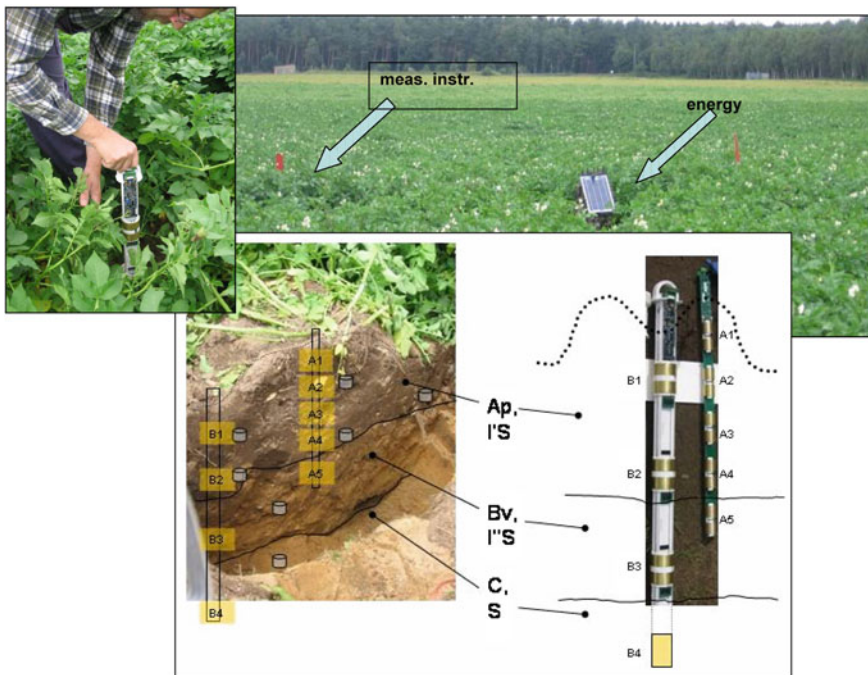 meas. instr.
energy
A1
A2
A3
A4
A5
B1
B2
B3
B4
Ap,
l'S
Bv,
l''S
C,
S
A1
B1
A2
A3
B2
A4
A5
B3
B4